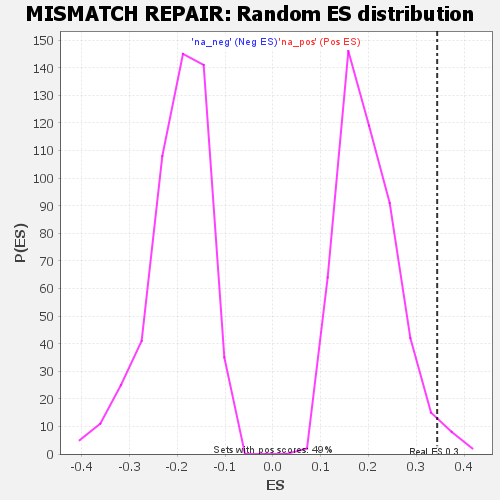 MISMATCH REPAIR: Random ES distribution
'na_neg' (Neg ES) 'na_pos' (Pos ES)
150
140
130
120
110
100
90
80
70
60
50
40
30
20
10
0
P(ES)
Sets with pos scores: 49%
Real ES 0.3
-0.4 -0.3 -0.2 -0.1 0.0 0.1 0.2 0.3 0.4
ES